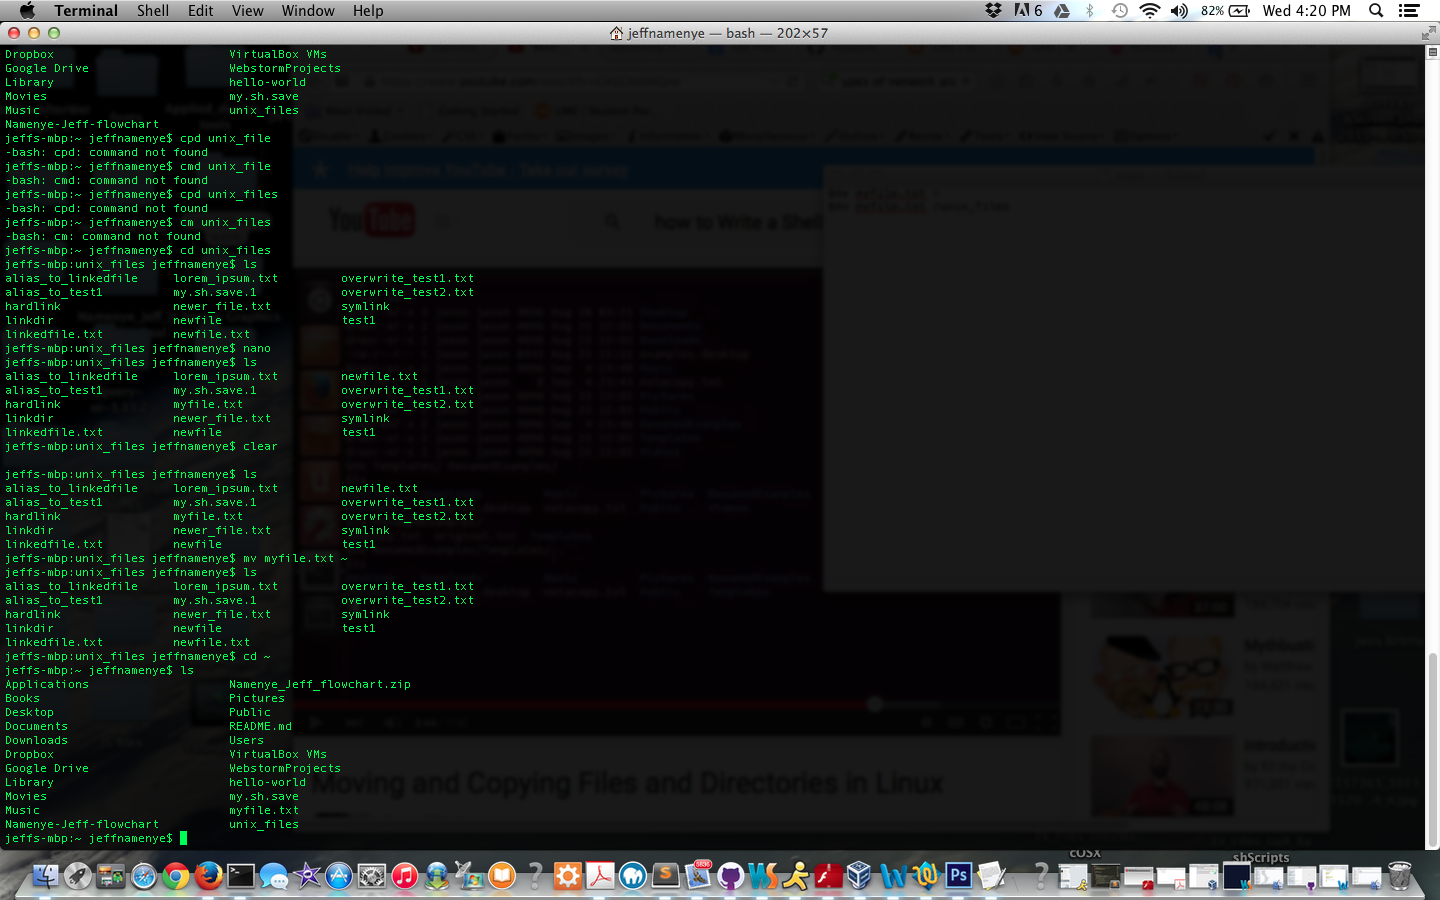 Terminal Shell Edit View Window Help 6 82% Wed 4:20 PM
jeffnamenye — bash — 202×57
Dropbox VirtualBox VMs
Google Drive WebstormProjects
Library hello-world
Movies my.sh.save
Music unix_files
Namenye-Jeff-flowchart
jeffs-mbp:~ jeffnamenye$ cpd unix_file
-bash: cpd: command not found
jeffs-mbp:~ jeffnamenye$ cmd unix_file
-bash: cmd: command not found
jeffs-mbp:~ jeffnamenye$ cpd unix_files
-bash: cpd: command not found
jeffs-mbp:~ jeffnamenye$ cm unix_files
-bash: cm: command not found
jeffs-mbp:~ jeffnamenye$ cd unix_files
jeffs-mbp:unix_files jeffnamenye$ ls
alias_to_linkedfile lorem_ipsum.txt overwrite_test1.txt
alias_to_test1 my.sh.save.1 overwrite_test2.txt
hardlink newer_file.txt symlink
linkdir newfile test1
linkedfile.txt newfile.txt
jeffs-mbp:unix_files jeffnamenye$ nano
jeffs-mbp:unix_files jeffnamenye$ ls
alias_to_linkedfile lorem_ipsum.txt newfile.txt
alias_to_test1 my.sh.save.1 overwrite_test1.txt
hardlink myfile.txt overwrite_test2.txt
linkdir newer_file.txt symlink
linkedfile.txt newfile test1
jeffs-mbp:unix_files jeffnamenye$ clear
jeffs-mbp:unix_files jeffnamenye$ ls
alias_to_linkedfile lorem_ipsum.txt newfile.txt
alias_to_test1 my.sh.save.1 overwrite_test1.txt
hardlink myfile.txt overwrite_test2.txt
linkdir newer_file.txt symlink
linkedfile.txt newfile test1
jeffs-mbp:unix_files jeffnamenye$ mv myfile.txt ~
jeffs-mbp:unix_files jeffnamenye$ ls
alias_to_linkedfile lorem_ipsum.txt overwrite_test1.txt
alias_to_test1 my.sh.save.1 overwrite_test2.txt
hardlink newer_file.txt symlink
linkdir newfile test1
linkedfile.txt newfile.txt
jeffs-mbp:unix_files jeffnamenye$ cd ~
jeffs-mbp:~ jeffnamenye$ ls
Applications Namenye_Jeff_flowchart.zip
Books Pictures
Desktop Public
Documents README.md
Downloads Users
Dropbox VirtualBox VMs
Google Drive WebstormProjects
Library hello-world
Movies my.sh.save
Music myfile.txt
Namenye-Jeff-flowchart unix_files
jeffs-mbp:~ jeffnamenye$
YouTube how to Write a Shell
Moving and Copying Files and Directories in Linux
shScripts
Ps